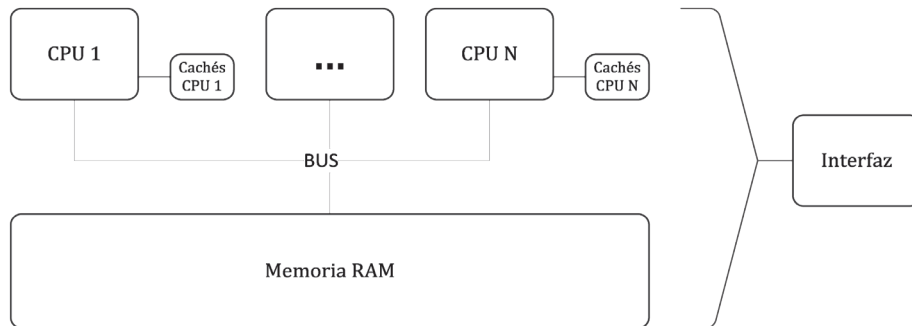 CPU 1
Cachés
CPU 1
...
CPU N
Cachés
CPU N
BUS
Interfaz
Memoria RAM